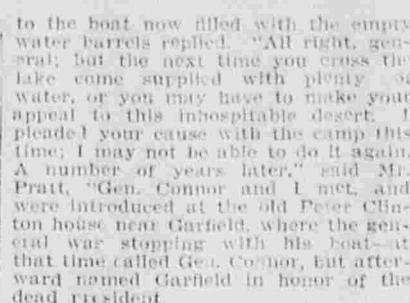 to the boat now filled with the empty
water barrels replied. "All right, gen-
eral; but the next time you cross the
lake come supplied with plenty of
water, or you may have to make your
appeal to this inhospitable desert. I
pleaded your cause with the camp this
time; I may not be able to do it again.
A number of years later," said Mr.
Pratt, "Gen. Connor and I met, and
were introduced at the old Peter Clin-
ton house near Garfield, where the gen-
eral was stopping with his boat—at
that time called Gen. Connor, but after-
ward named Garfield in honor of the
dead president.